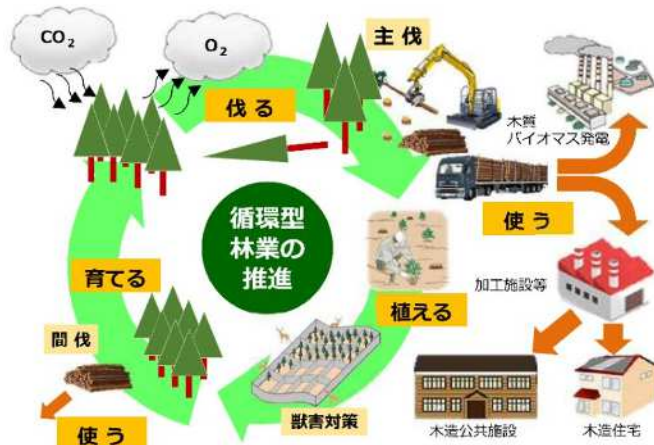 CO2
O2
主伐
伐る
木質
バイオマス発電
使う
循環型
林業の
推進
加工施設等
育てる
植える
間伐
獣害対策
使う
木造公共施設
木造住宅